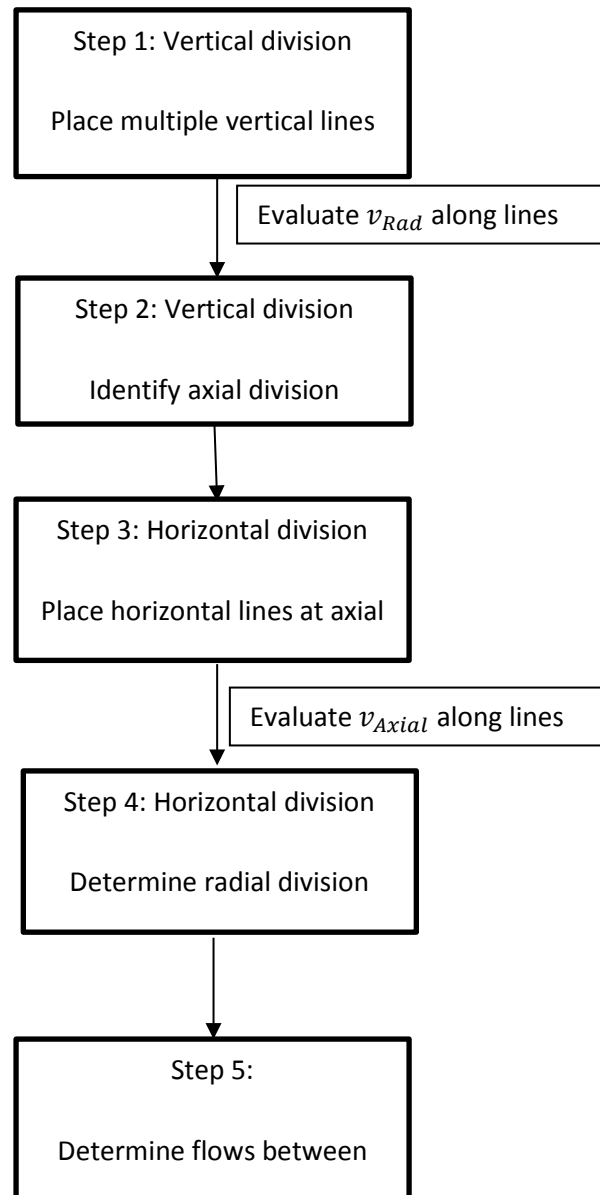 Step 1: Vertical division
Place multiple vertical lines
Evaluate v_Rad along lines
Step 2: Vertical division
Identify axial division
Step 3: Horizontal division
Place horizontal lines at axial
Evaluate v_Axial along lines
Step 4: Horizontal division
Determine radial division
Step 5:
Determine flows between